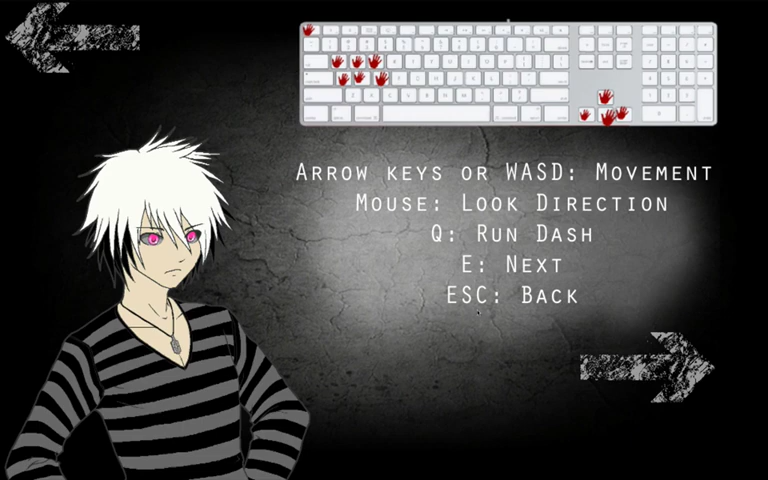 Arrow keys or WASD: Movement
Mouse: Look Direction
Q: Run Dash
E: Next
ESC: Back